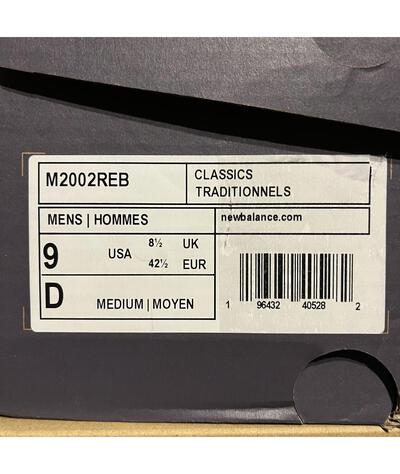 M2002REB
CLASSICS
TRADITIONNELS
MENS | HOMMES
newbalance.com
9 USA 8½ UK
42½ EUR
D MEDIUM | MOYEN
1 96432 40528 2